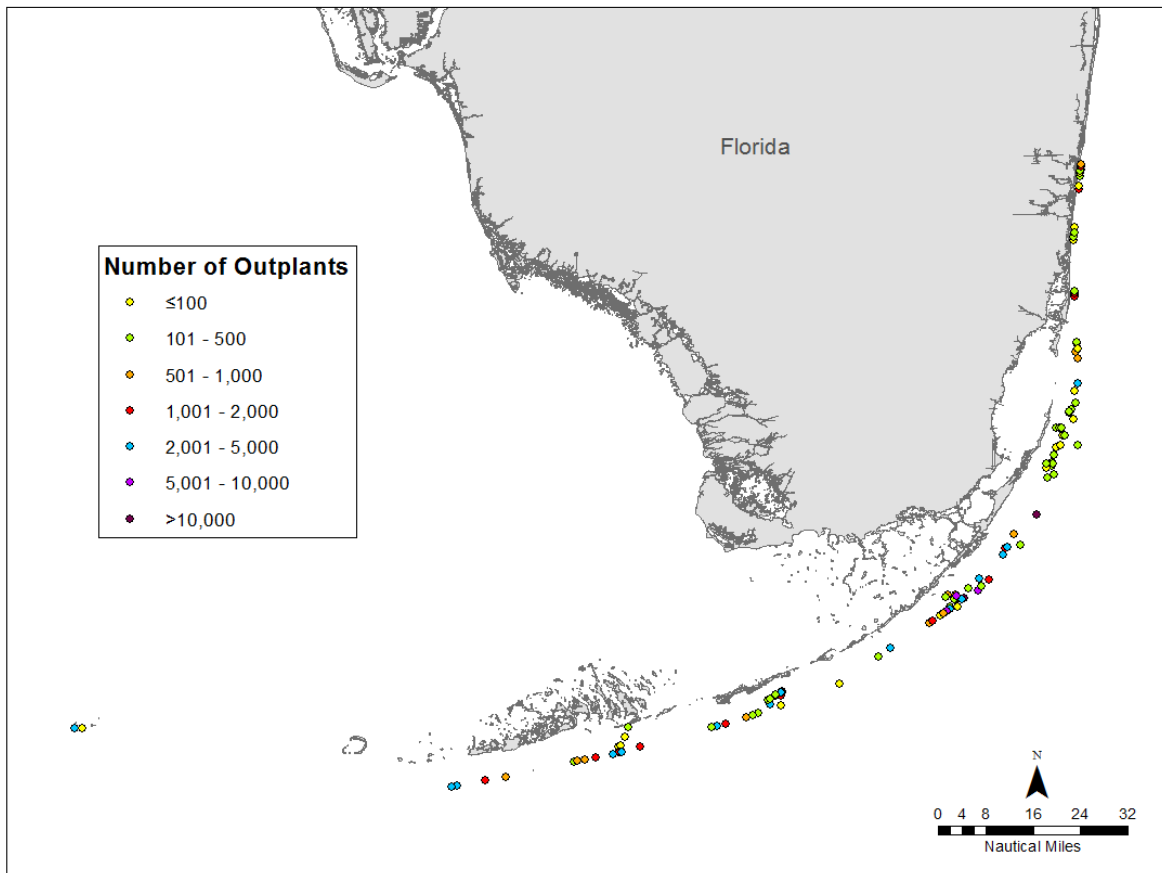 Florida
Number of Outplants
≤100
101 - 500
501 - 1,000
1,001 - 2,000
2,001 - 5,000
5,001 - 10,000
>10,000
N
0 4 8 16 24 32
Nautical Miles